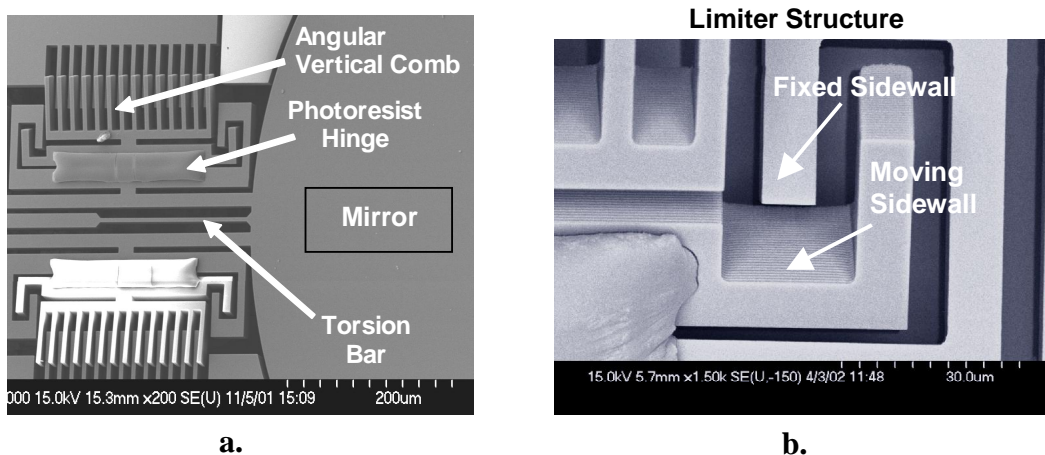 Limiter Structure
Angular
Vertical Comb
Photoresist
Hinge
Mirror
Torsion
Bar
000 15.0kV 15.3mm x200 SE(U) 11/5/01 15:09 200um
a.
Fixed Sidewall
Moving
Sidewall
15.0kV 5.7mm x1.50k SE(U,-150) 4/3/02 11:48 30.0um
b.